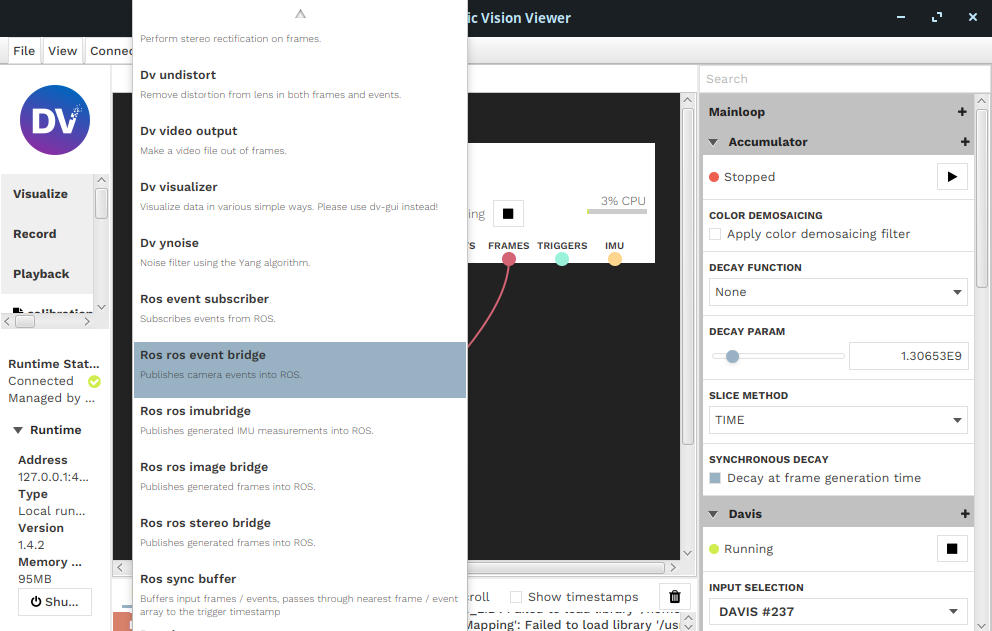 ic Vision Viewer
File View Connec
DV
Visualize
Record
Playback
Runtime Stat...
Connected
Managed by ...
Runtime
Address
127.0.0.1:4...
Type
Local run...
Version
1.4.2
Memory ...
95MB
Shu...
Perform stereo rectification on frames.
Dv undistort
Remove distortion from lens in both frames and events.
Dv video output
Make a video file out of frames.
Dv visualizer
Visualize data in various simple ways. Please use dv-gui instead!
Dv ynoise
Noise filter using the Yang algorithm.
Ros event subscriber
Subscribes events from ROS.
Ros ros event bridge
Publishes camera events into ROS.
Ros ros imubridge
Publishes generated IMU measurements into ROS.
Ros ros image bridge
Publishes generated frames into ROS.
Ros ros stereo bridge
Publishes generated frames into ROS.
Ros sync buffer
Buffers input frames / events, passes through nearest frame / event
array to the trigger timestamp
ing
3% CPU
TS FRAMES TRIGGERS IMU
croll Show timestamps
Failed to load library
Mapping': Failed to load library '/us
Search
Mainloop
Accumulator
Stopped
COLOR DEMOSAICING
Apply color demosaicing filter
DECAY FUNCTION
None
DECAY PARAM
1.30653E9
SLICE METHOD
TIME
SYNCHRONOUS DECAY
Decay at frame generation time
Davis
Running
INPUT SELECTION
DAVIS #237